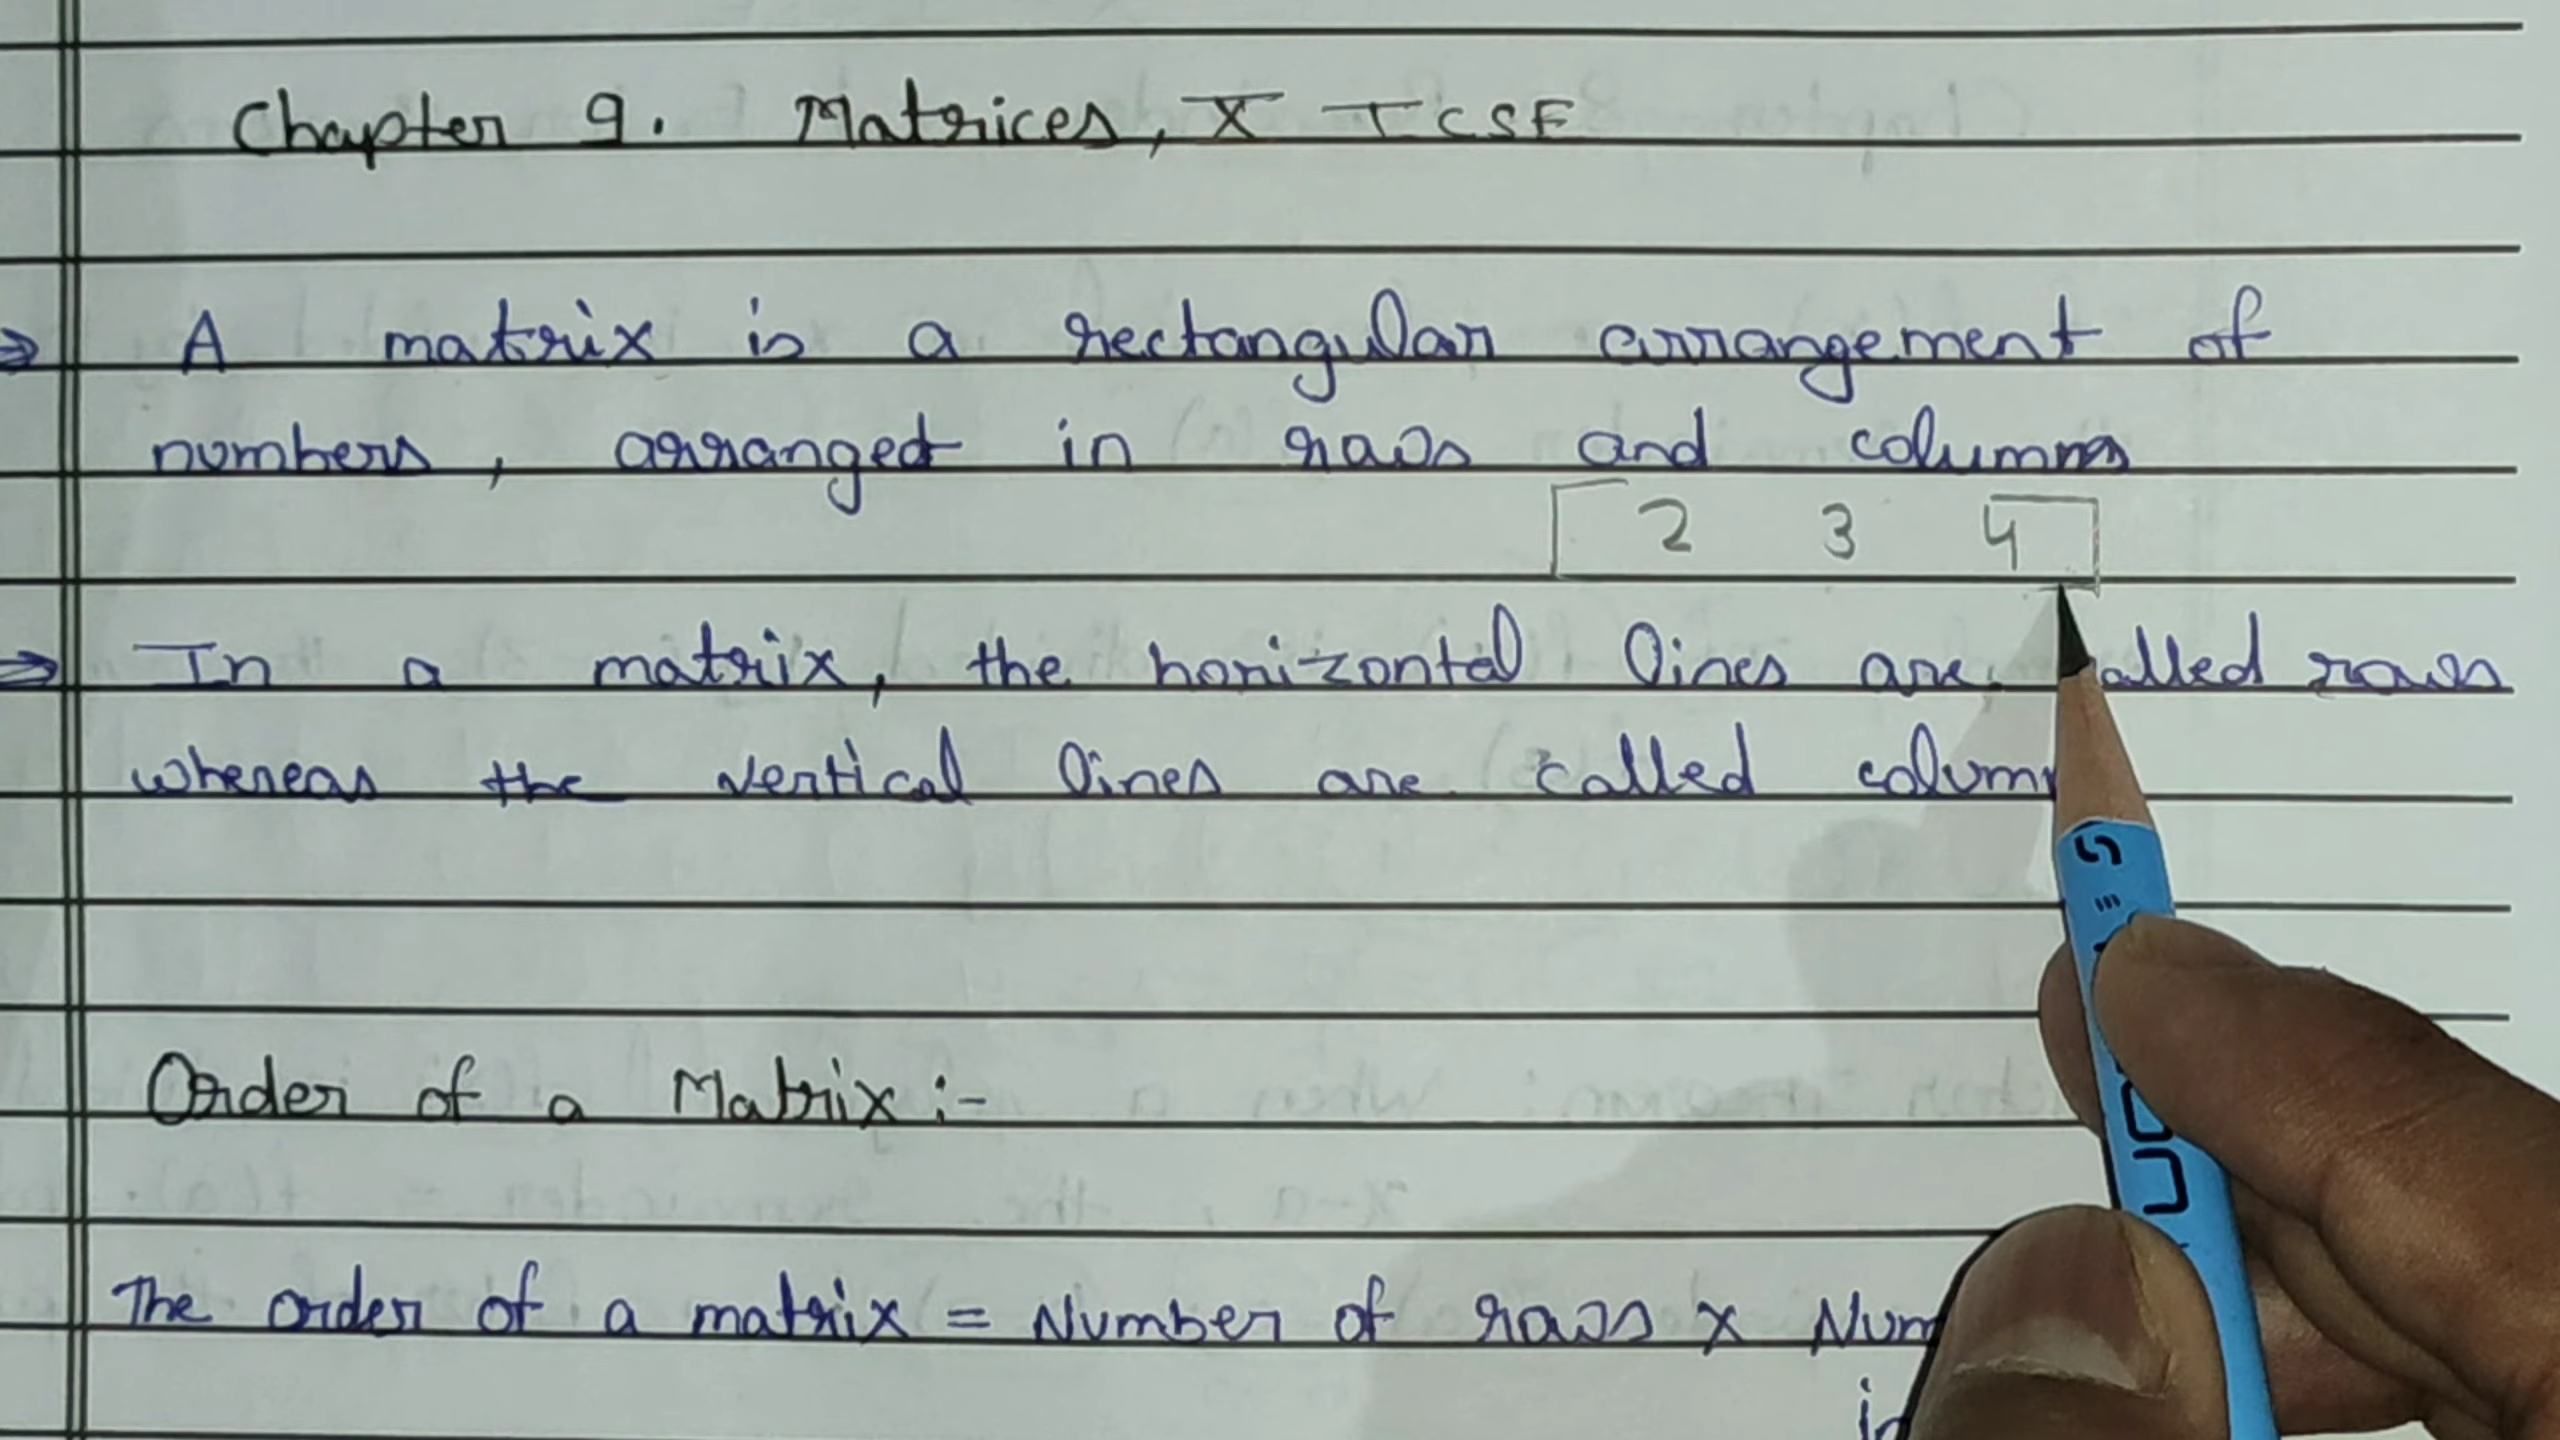 Chapter 9. Matrices, X ICSE
⇒ A matrix is a rectangular arrangement of
numbers, arranged in rows and columns
[ 2 3 4 ]
⇒ In a matrix, the horizontal lines are called rows
whereas the vertical lines are called colum
Order of a Matrix :-
The order of a matrix = Number of rows x Num
in